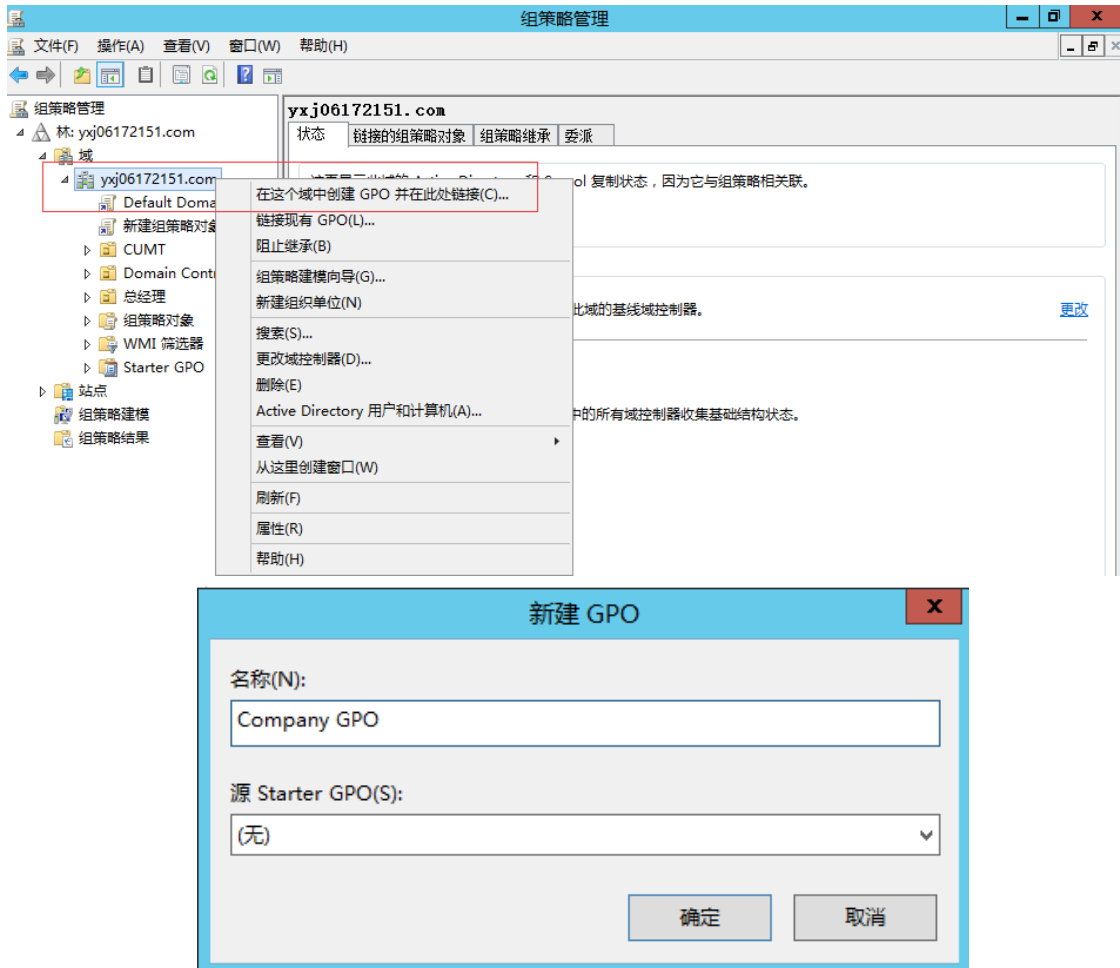 组策略管理
文件(F) 操作(A) 查看(V) 窗口(W) 帮助(H)
组策略管理
林: yxj06172151.com
域
yxj06172151.com
Default Doma
新建组策略对象
CUMT
Domain Cont
总经理
组策略对象
WMI 筛选器
Starter GPO
站点
组策略建模
组策略结果
在这个域中创建 GPO 并在此处链接(C)...
链接现有 GPO(L)...
阻止继承(B)
组策略建模向导(G)...
新建组织单位(N)
搜索(S)...
更改域控制器(D)...
删除(E)
Active Directory 用户和计算机(A)...
查看(V)
从这里创建窗口(W)
刷新(F)
属性(R)
帮助(H)
yxj06172151.com
状态 链接的组策略对象 组策略继承 委派
ol 复制状态，因为它与组策略相关联。
此域的基线域控制器。 更改
中的所有域控制器收集基础结构状态。
新建 GPO
名称(N):
Company GPO
源 Starter GPO(S):
(无)
确定 取消